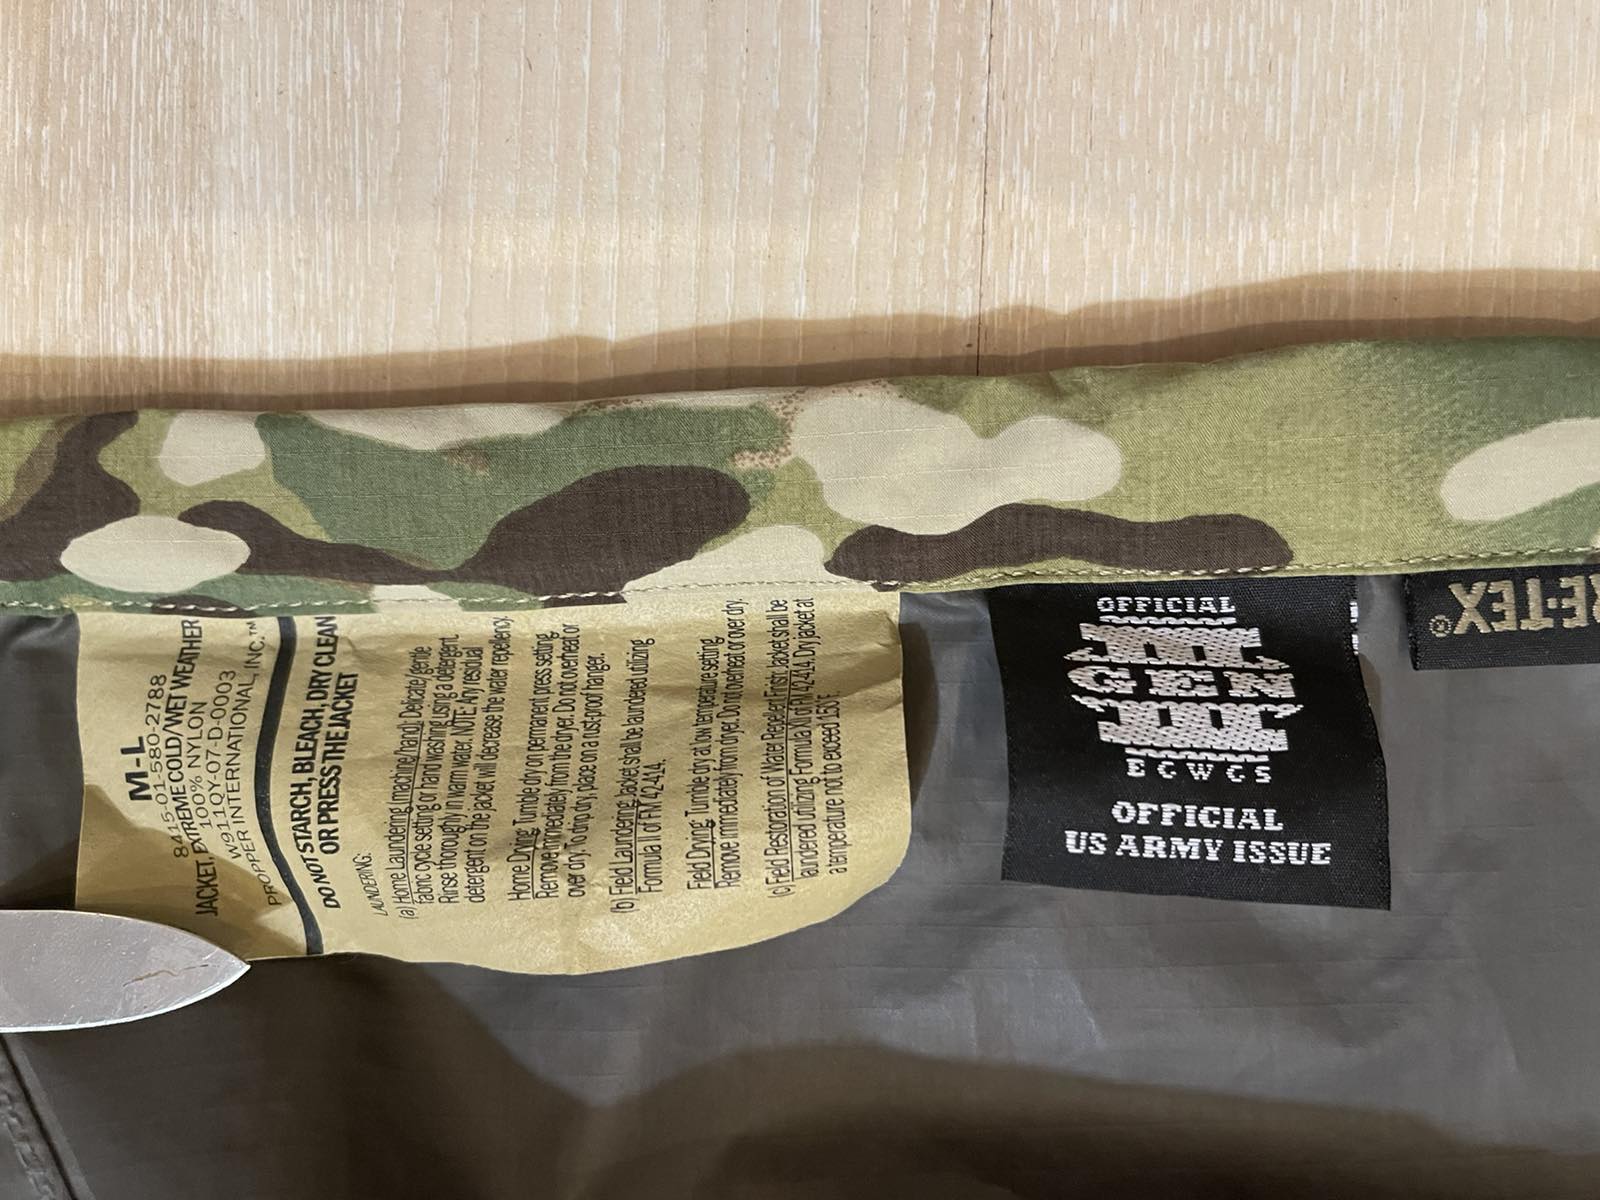 M-L
8415-01-580-2788
JACKET, EXTREME COLD/WET WEATHER
100% NYLON
W911QY-07-D-0003
PROPPER INTERNATIONAL, INC.™
DO NOT STARCH, BLEACH, DRY CLEAN
OR PRESS THE JACKET
LAUNDERING:
(a) Home Laundering (machine/hand): Delicate/gentle
fabric cycle setting or hand washing using a detergent.
Rinse thoroughly in warm water. NOTE: Any residual
detergent on the jacket will decrease the water repellency.
Home Drying: Tumble dry on permanent press setting.
Remove immediately from the dryer. Do not overheat or
over dry. To drip dry, place on a rust-proof hanger.
(b) Field Laundering: Jacket shall be laundered utilizing
Formula II of FM 42-414.
Field Drying: Tumble dry at low temperature setting.
Remove immediately from dryer. Do not overheat or over dry.
(c) Field Restoration of Water Repellent Finish: Jacket shall be
laundered utilizing Formula XI of FM 42-414. Dry jacket at
a temperature not to exceed 150°F.
OFFICIAL
III
GEN
III
ECWCS
OFFICIAL
US ARMY ISSUE
RE-TEX®